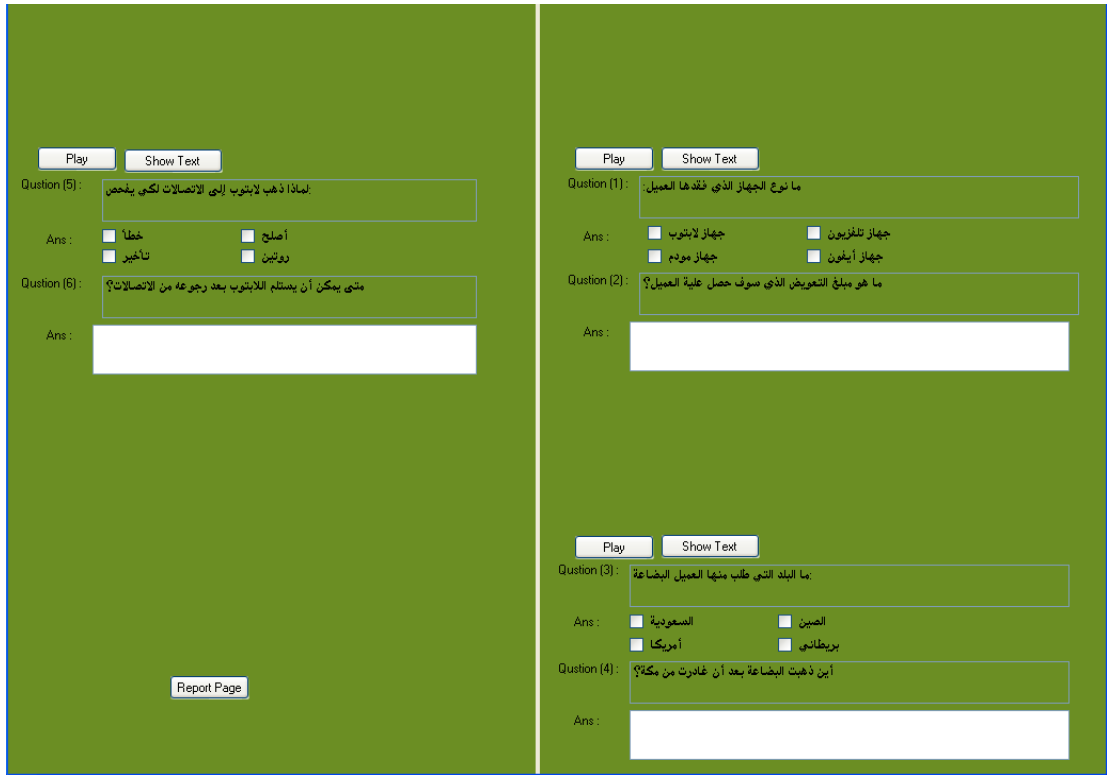 Play Show Text
Qustion (1) : ما نوع الجهاز الذي فقدها العميل:
Ans : جهاز لابتوب جهاز تلفزيون
جهاز مودم جهاز أيفون
Qustion (2) : ما هو مبلغ التعويض الذي سوف حصل علية العميل؟
Ans :
Play Show Text
Qustion (3) : ما البلد التي طلب منها العميل البضاعة:
Ans : السعودية الصين
أمريكا بريطاني
Qustion (4) : أين ذهبت البضاعة بعد أن غادرت من مكة؟
Ans :
Play Show Text
Qustion (5) : لماذا ذهب لابتوب إلى الاتصالات لكي يفحص:
Ans : خطأ أصلح
تأخير روتين
Qustion (6) : متى يمكن أن يستلم اللابتوب بعد رجوعه من الاتصالات؟
Ans :
Report Page